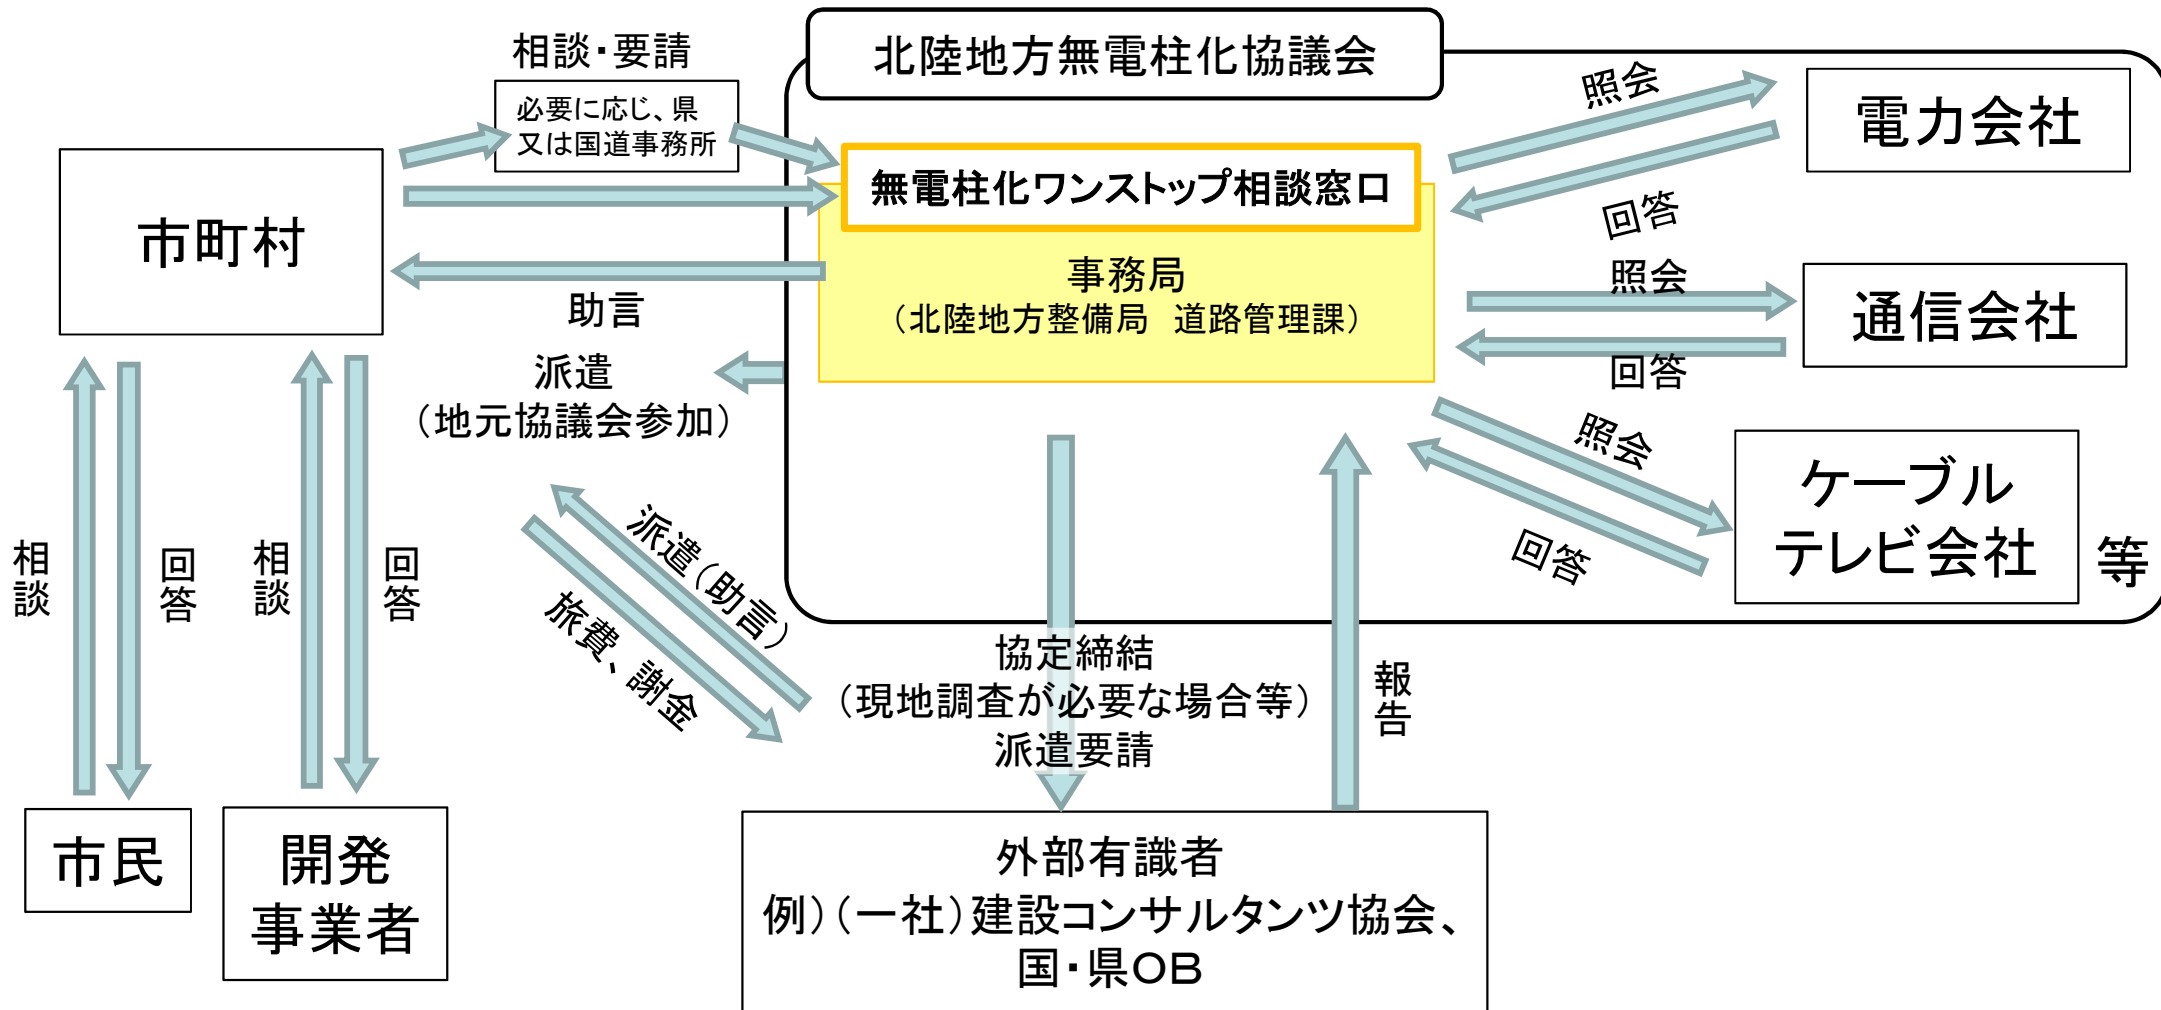 北陸地方無電柱化協議会
相談・要請
必要に応じ、県
又は国道事務所
無電柱化ワンストップ相談窓口
事務局
（北陸地方整備局　道路管理課）
市町村
助言
派遣
（地元協議会参加）
照会
回答
電力会社
照会
回答
通信会社
照会
回答
ケーブル
テレビ会社
等
相談
回答
相談
回答
派遣（助言）
旅費、謝金
協定締結
（現地調査が必要な場合等）
派遣要請
報告
市民
開発
事業者
外部有識者
例）（一社）建設コンサルタンツ協会、
国・県ＯＢ